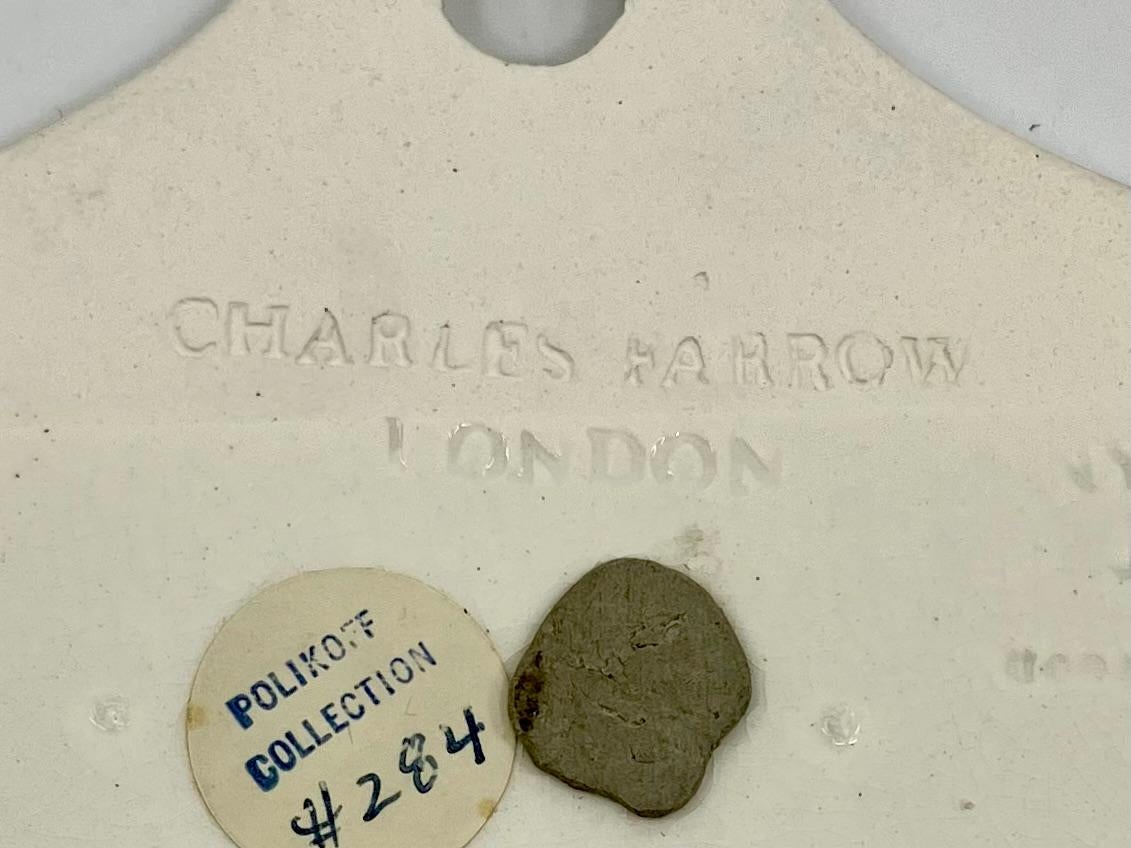 CHARLES FARROW
LONDON
POLIKOFF
COLLECTION
#284